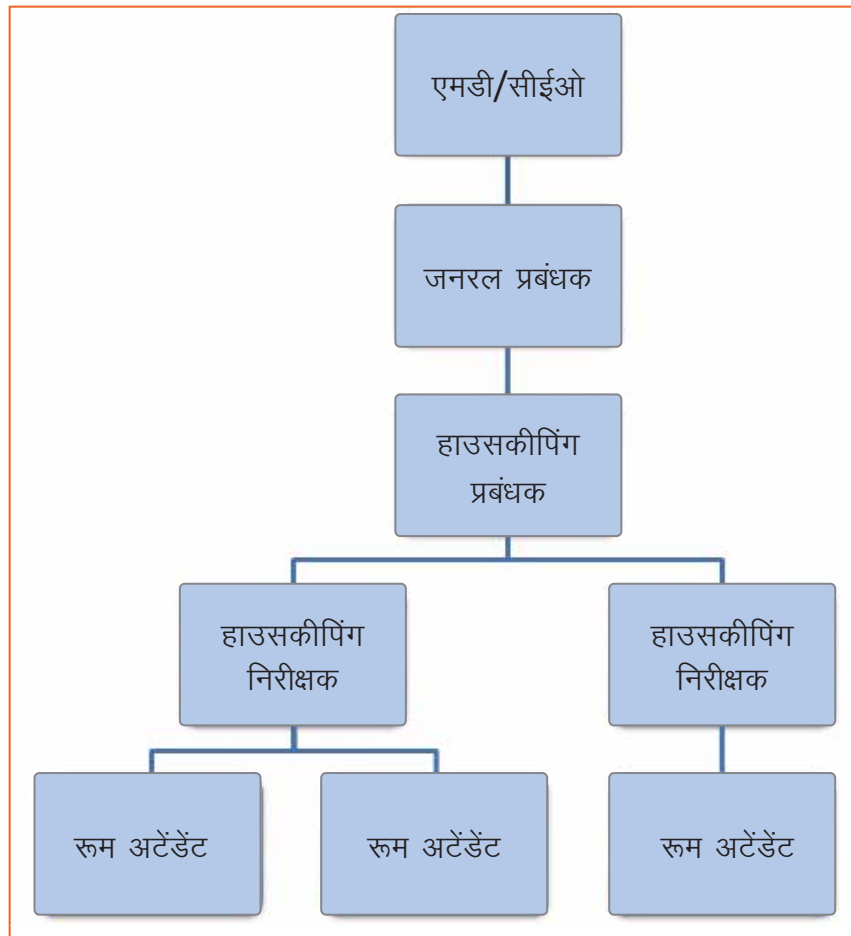 एमडी/सीईओ
जनरल प्रबंधक
हाउसकीपिंग
प्रबंधक
हाउसकीपिंग
निरीक्षक
हाउसकीपिंग
निरीक्षक
रूम अटेंडेंट
रूम अटेंडेंट
रूम अटेंडेंट